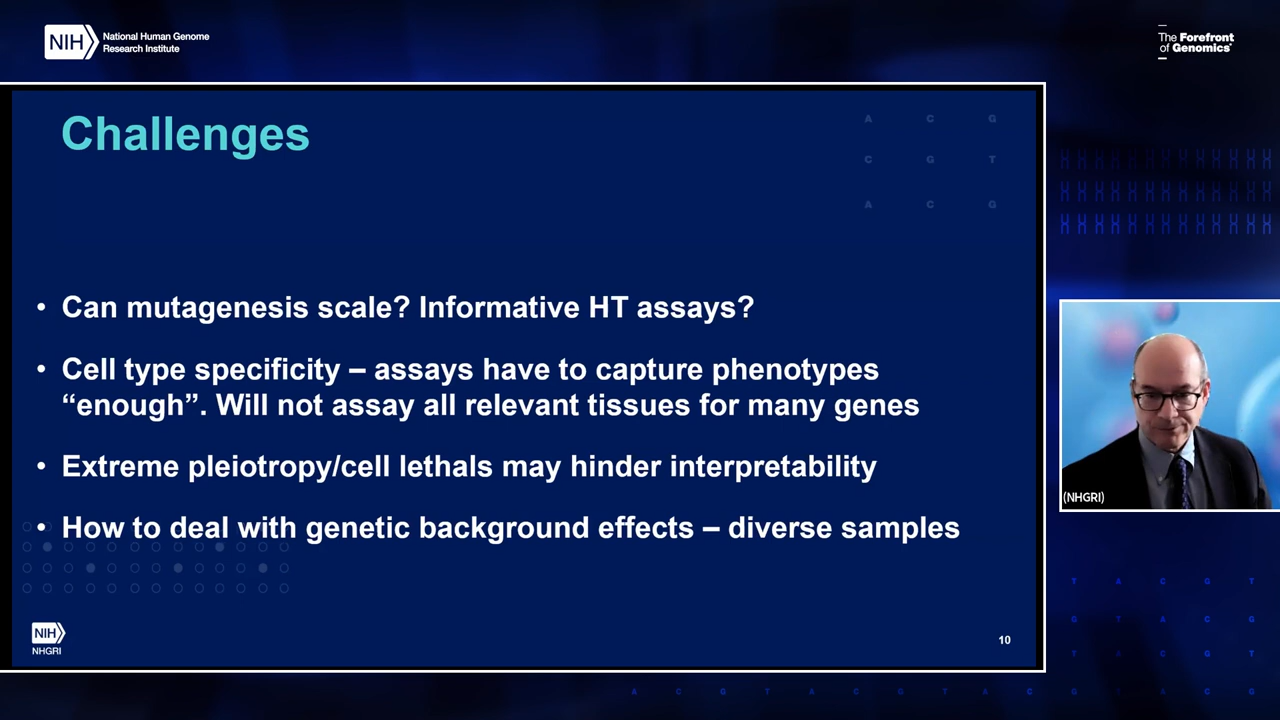 NIH
National Human Genome
Research Institute
The Forefront
of Genomics®
Challenges
A C G
C G T
A C G
• Can mutagenesis scale? Informative HT assays?
• Cell type specificity – assays have to capture phenotypes
“enough”. Will not assay all relevant tissues for many genes
• Extreme pleiotropy/cell lethals may hinder interpretability
• How to deal with genetic background effects – diverse samples
(NHGRI)
NIH
NHGRI
10
T A C G T
G T A C G
T A C G T
A C G T A C G T A C G T A C G